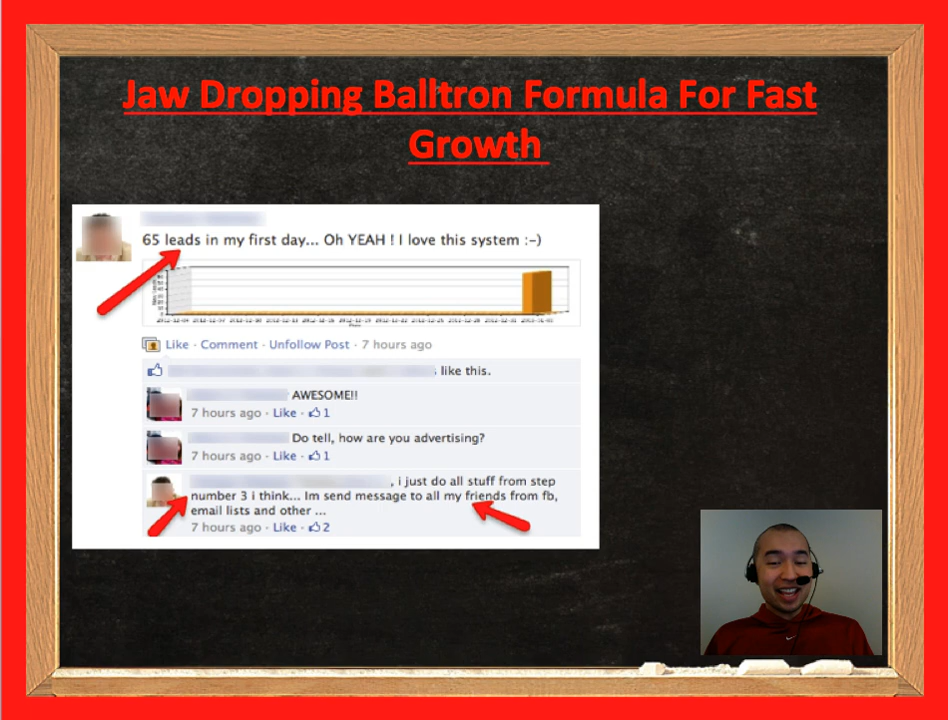 Jaw Dropping Balltron Formula For Fast
Growth
65 leads in my first day... Oh YEAH ! I love this system :-)
Like · Comment · Unfollow Post · 7 hours ago
like this.
AWESOME!!
7 hours ago · Like · 1
Do tell, how are you advertising?
7 hours ago · Like · 1
, i just do all stuff from step
number 3 i think... Im send message to all my friends from fb,
email lists and other ...
7 hours ago · Like · 2